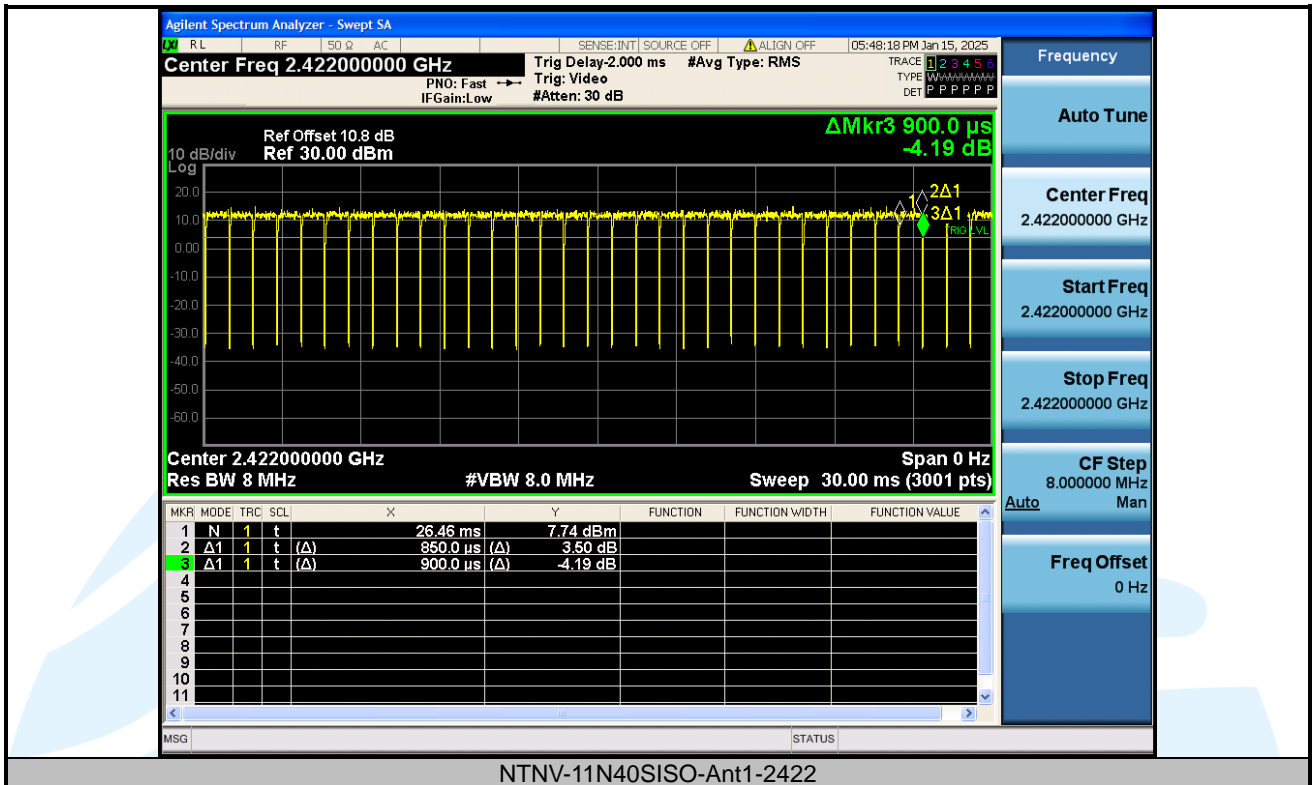 Agilent Spectrum Analyzer - Swept SA
LXI RL RF 50 Ω AC SENSE:INT SOURCE OFF ALIGN OFF 05:48:18 PM Jan 15, 2025
Center Freq 2.422000000 GHz
PNO: Fast
IFGain:Low
Trig Delay-2.000 ms #Avg Type: RMS
Trig: Video
#Atten: 30 dB
TRACE 1 2 3 4 5 6
TYPE WWWWWW
DET P P P P P P
ΔMkr3 900.0 µs
-4.19 dB
Ref Offset 10.8 dB
10 dB/div Ref 30.00 dBm
Log
20.0
10.0
0.00
-10.0
-20.0
-30.0
-40.0
-50.0
-60.0
1
2Δ1
3Δ1
TRIG LVL
Center 2.422000000 GHz Span 0 Hz
Res BW 8 MHz #VBW 8.0 MHz Sweep 30.00 ms (3001 pts)
MKR MODE TRC SCL X Y FUNCTION FUNCTION WIDTH FUNCTION VALUE
1 N 1 t 26.46 ms 7.74 dBm
2 Δ1 1 t (Δ) 850.0 µs (Δ) 3.50 dB
3 Δ1 1 t (Δ) 900.0 µs (Δ) -4.19 dB
4
5
6
7
8
9
10
11
MSG STATUS
Frequency
Auto Tune
Center Freq
2.422000000 GHz
Start Freq
2.422000000 GHz
Stop Freq
2.422000000 GHz
CF Step
8.000000 MHz
Auto Man
Freq Offset
0 Hz
NTNV-11N40SISO-Ant1-2422